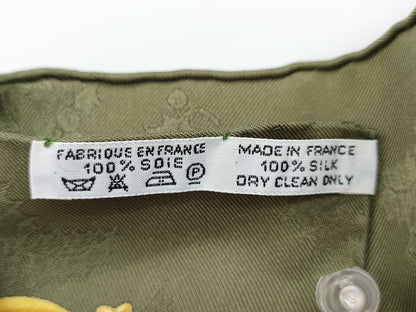 FABRIQUE EN FRANCE
100% SOIE
P
MADE IN FRANCE
100% SILK
DRY CLEAN ONLY